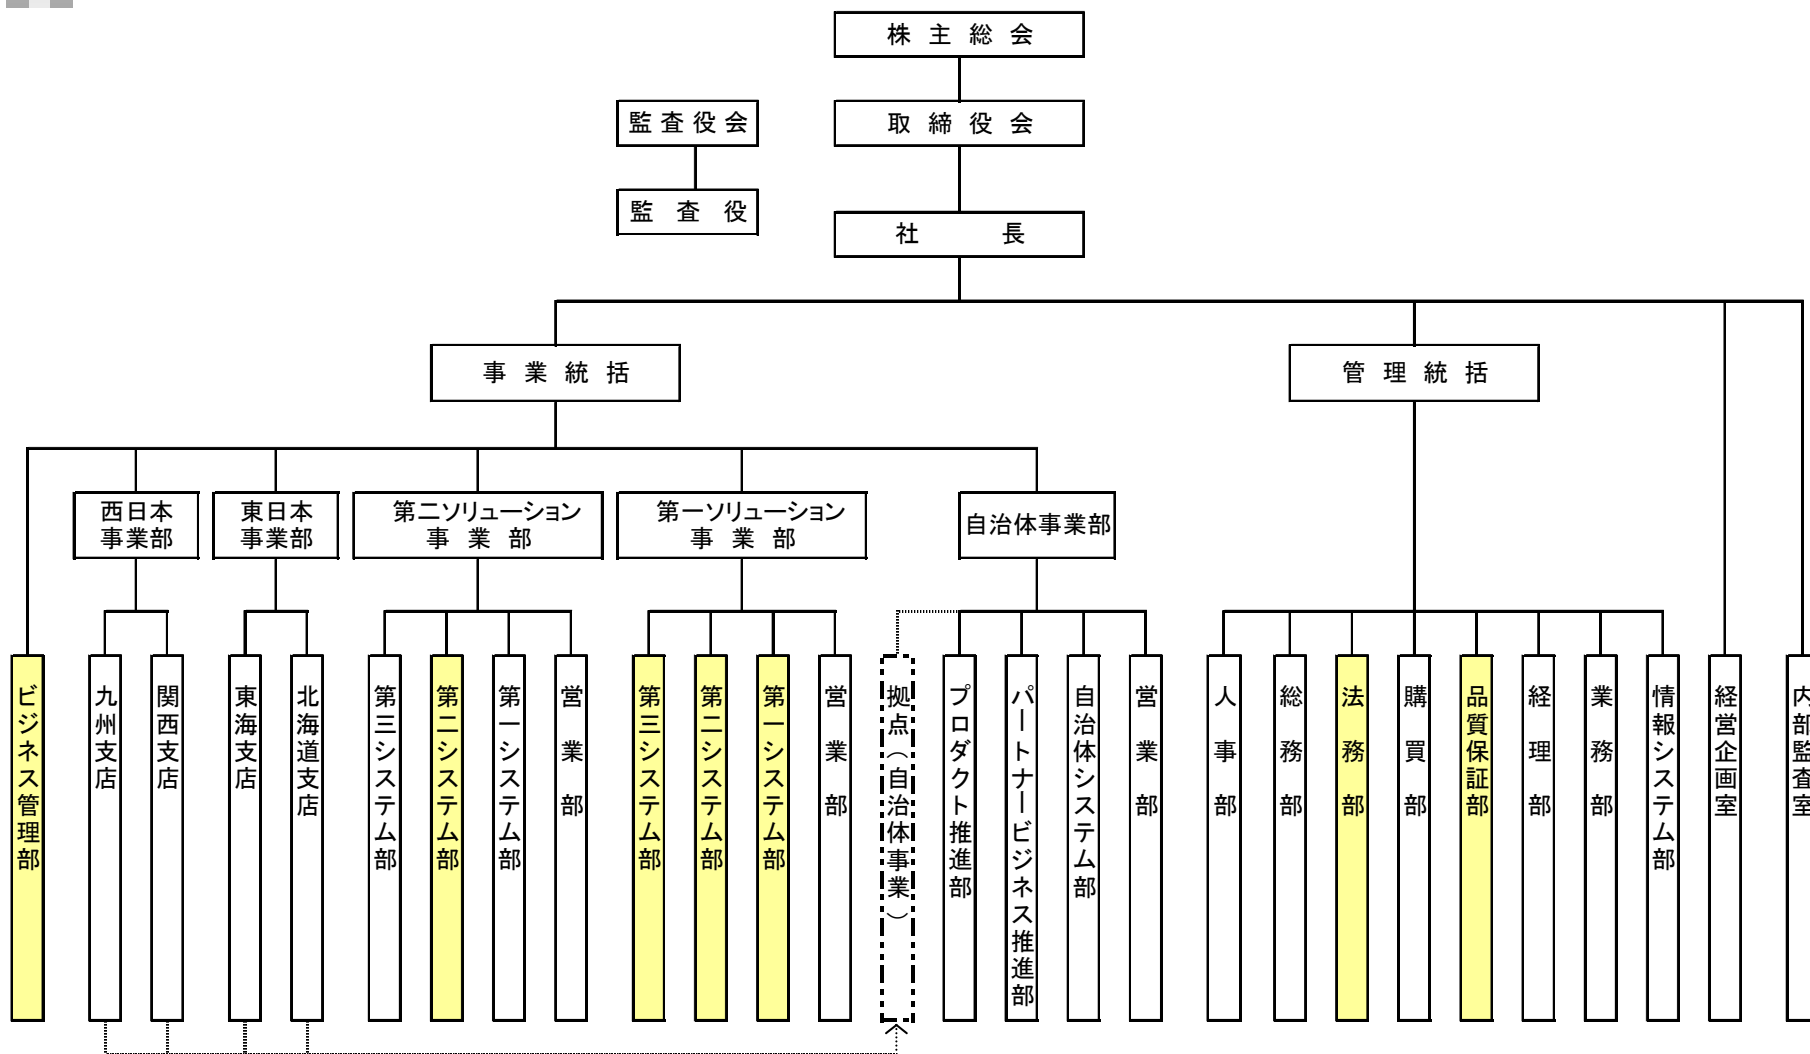 株主総会
監査役会
取締役会
監査役
社長
事業統括
管理統括
西日本
事業部
東日本
事業部
第二ソリューション
事業部
第一ソリューション
事業部
自治体事業部
ビジネス管理部
九州支店
関西支店
東海支店
北海道支店
第三システム部
第二システム部
第一システム部
営業部
第三システム部
第二システム部
第一システム部
営業部
拠点（自治体事業）
プロダクト推進部
パートナービジネス推進部
自治体システム部
営業部
人事部
総務部
法務部
購買部
品質保証部
経理部
業務部
情報システム部
経営企画室
内部監査室